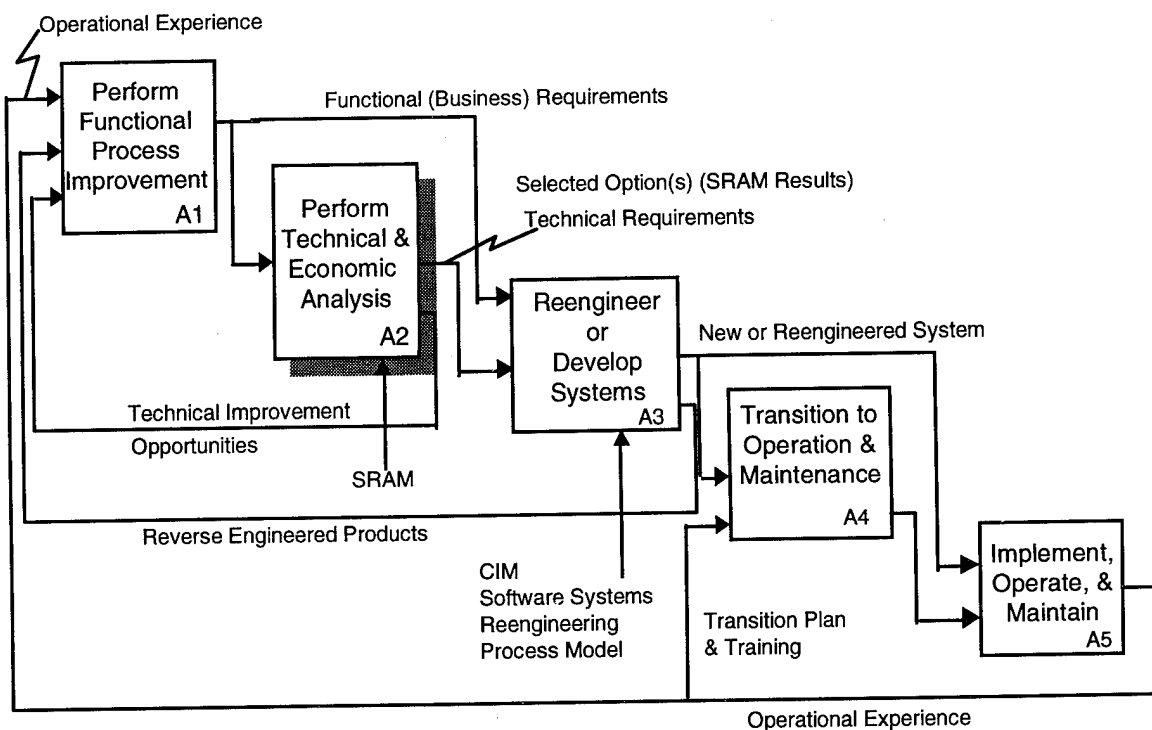 Operational Experience
Perform
Functional
Process
Improvement
A1
Functional (Business) Requirements
Perform
Technical &
Economic
Analysis
A2
Selected Option(s) (SRAM Results)
Technical Requirements
Reengineer
or
Develop
Systems
A3
New or Reengineered System
Technical Improvement
Opportunities
SRAM
Transition to
Operation &
Maintenance
A4
Reverse Engineered Products
CIM
Software Systems
Reengineering
Process Model
Transition Plan
& Training
Implement,
Operate, &
Maintain
A5
Operational Experience